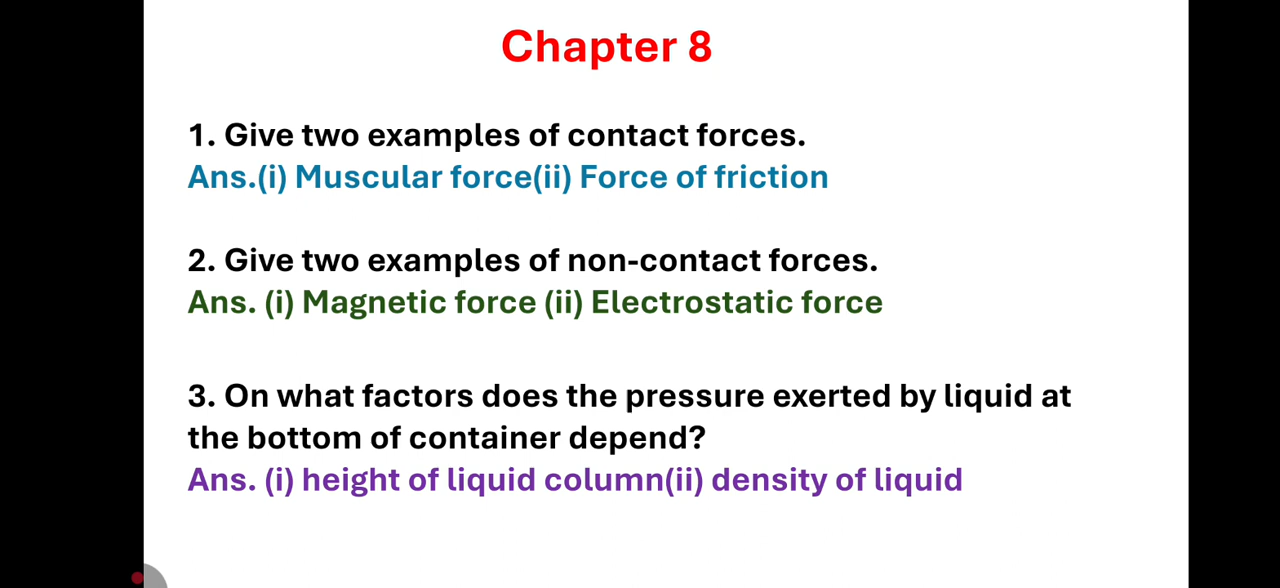 Chapter 8
1. Give two examples of contact forces.
Ans.(i) Muscular force(ii) Force of friction
2. Give two examples of non-contact forces.
Ans. (i) Magnetic force (ii) Electrostatic force
3. On what factors does the pressure exerted by liquid at
the bottom of container depend?
Ans. (i) height of liquid column(ii) density of liquid